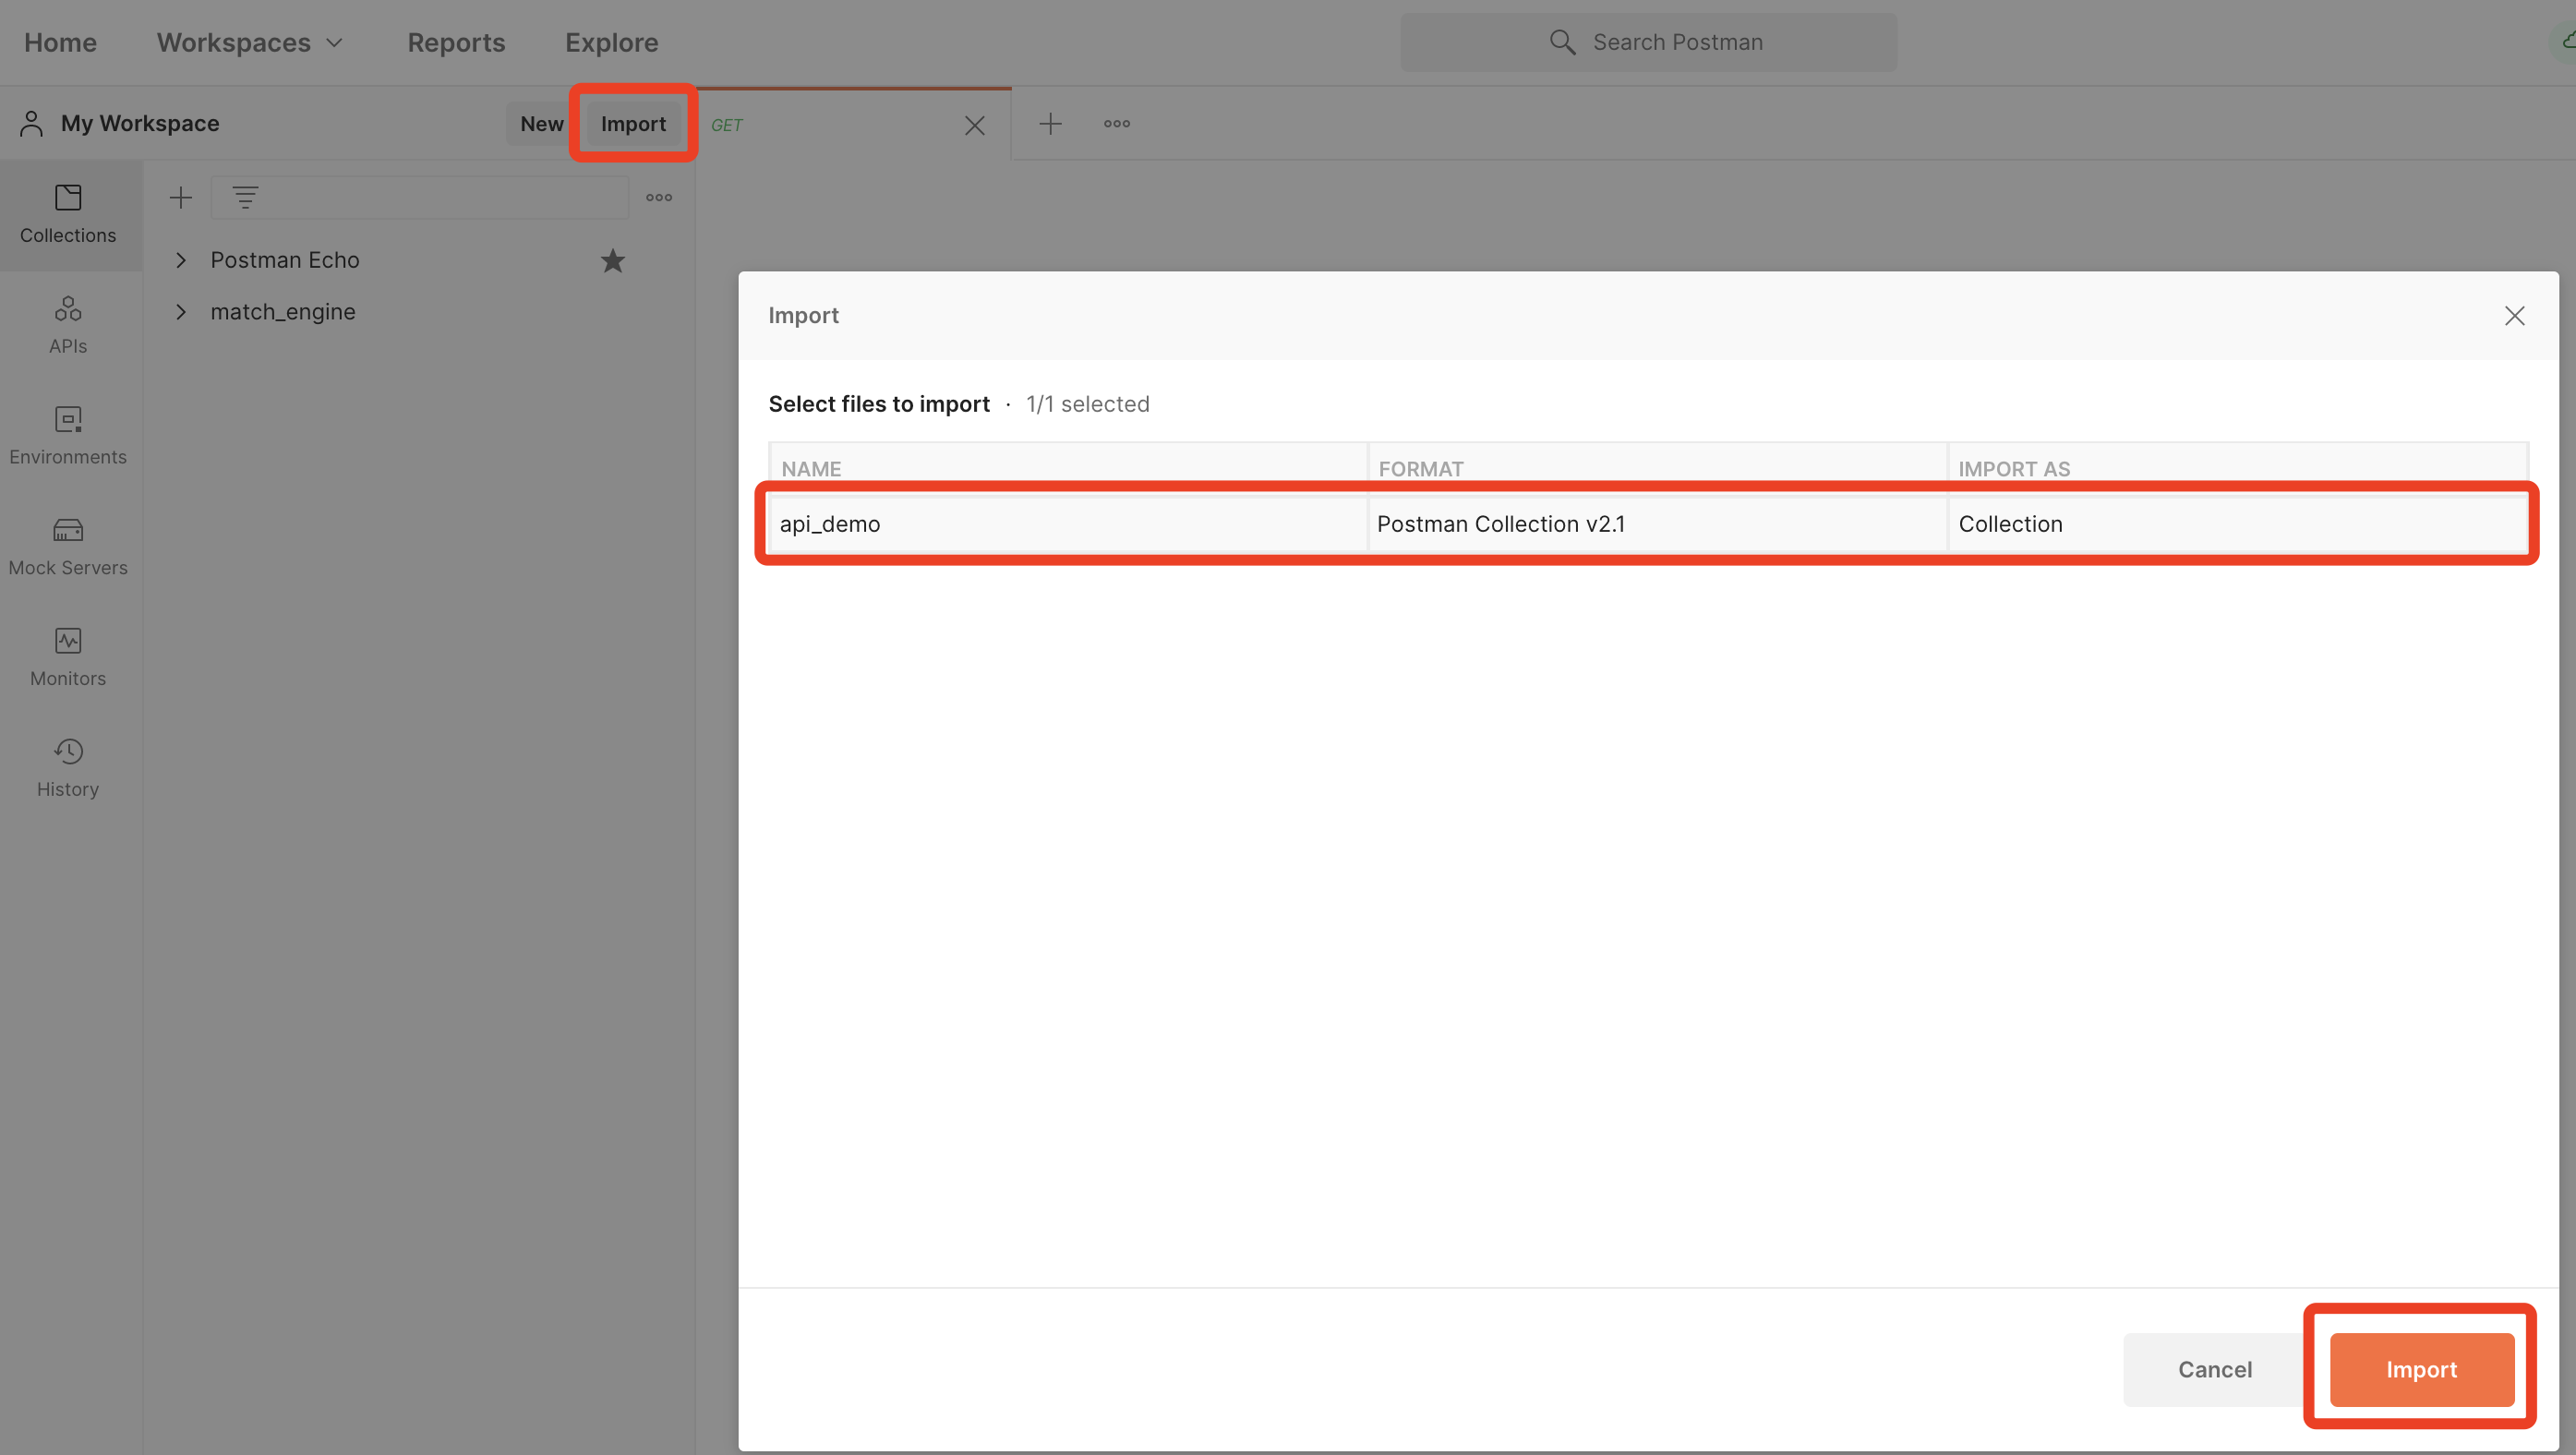 Home Workspaces Reports Explore Search Postman
My Workspace New Import GET
Collections
Postman Echo
match_engine
APIs
Environments
Mock Servers
Monitors
History
Import
Select files to import · 1/1 selected
NAME FORMAT IMPORT AS
api_demo Postman Collection v2.1 Collection
Cancel Import